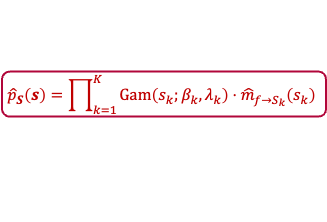 p̂_S(s) = ∏_{k=1}^{K} Gam(s_k; β_k, λ_k) · m̂_{f→S_k}(s_k)